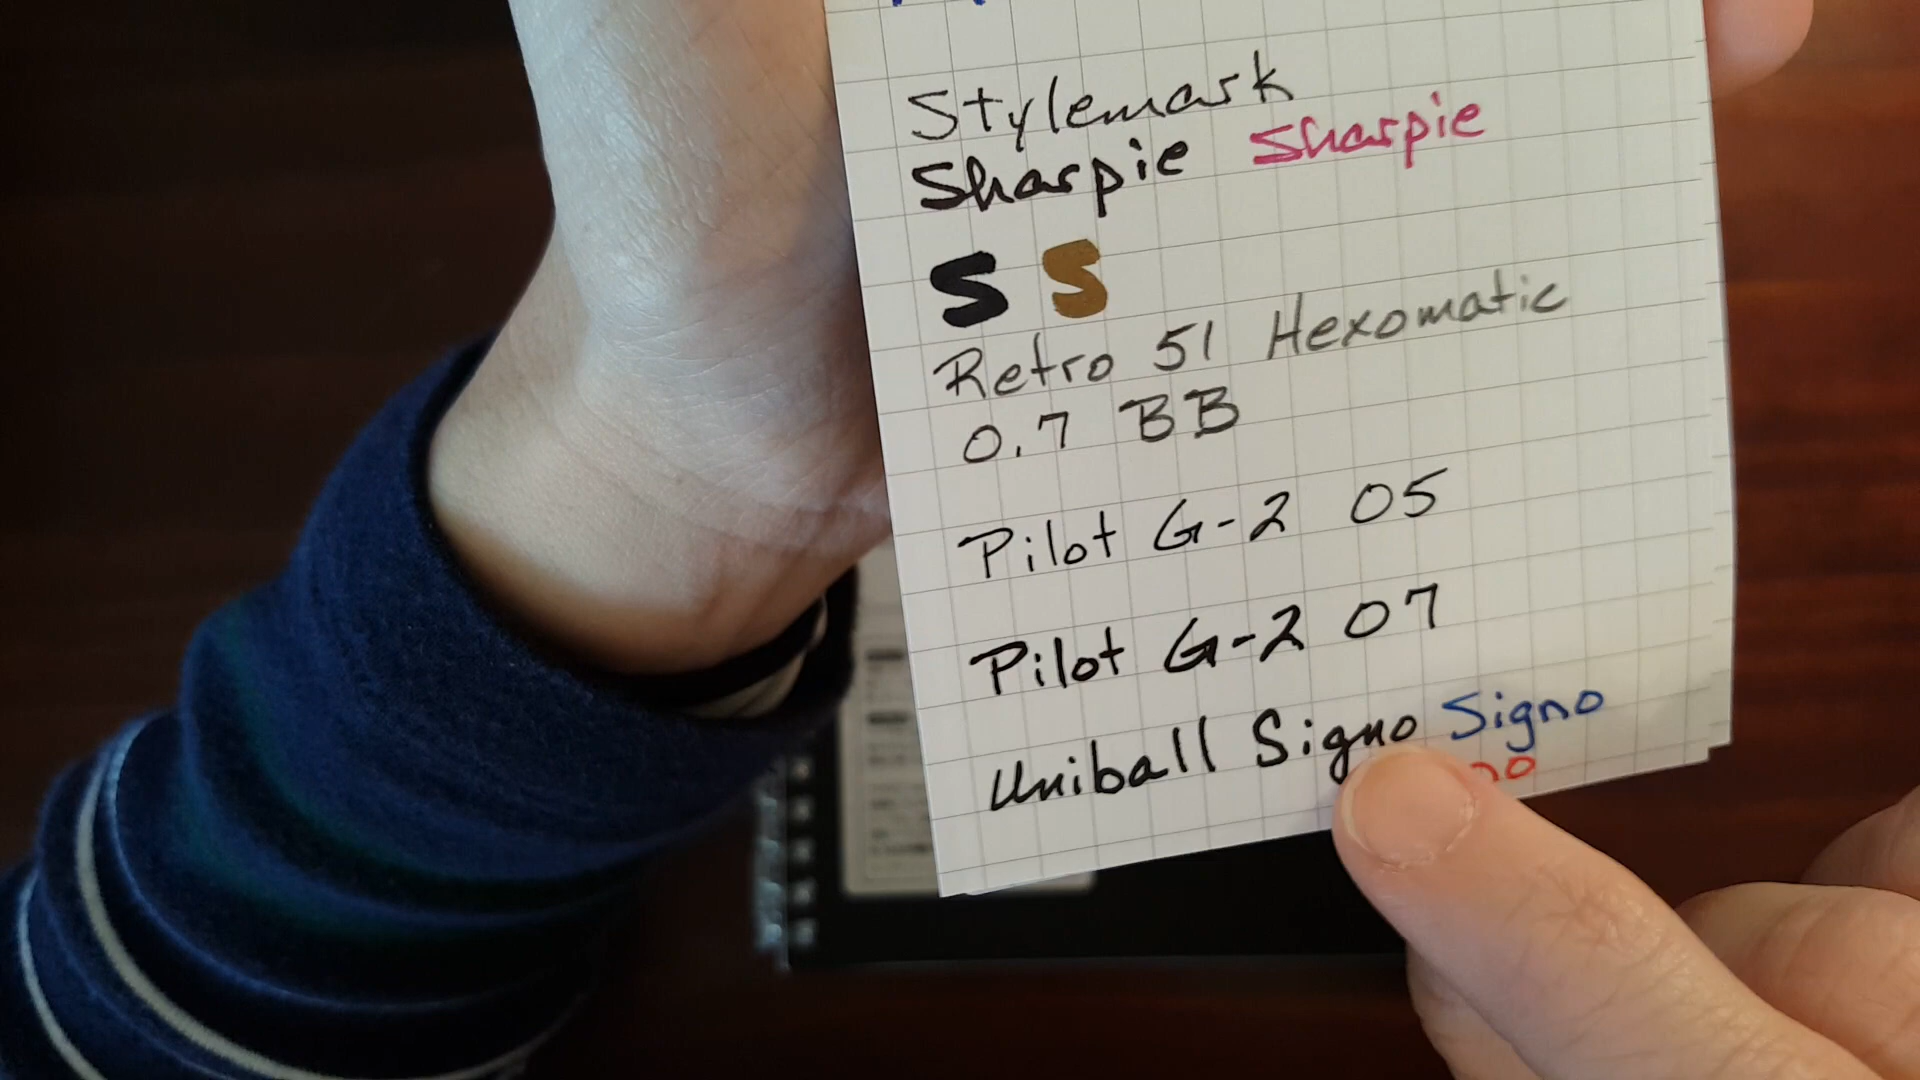 Stylemark
Sharpie Sharpie
S S
Retro 51 Hexomatic
0.7 BB
Pilot G-2 05
Pilot G-2 07
Uniball Signo Signo